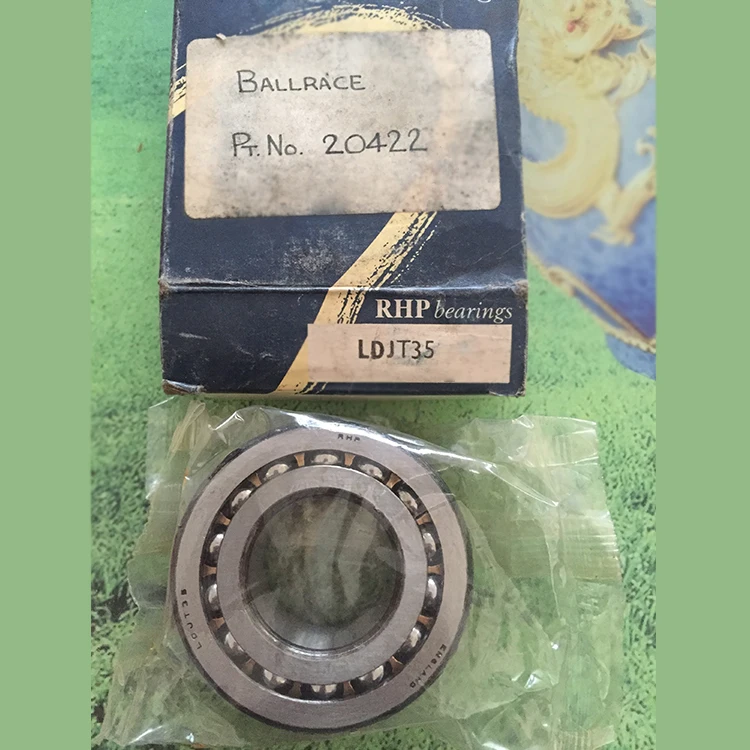 BALLRACE
PT. No. 20422
RHP bearings
LDJT35
RHP
LDJT35
ENGLAND